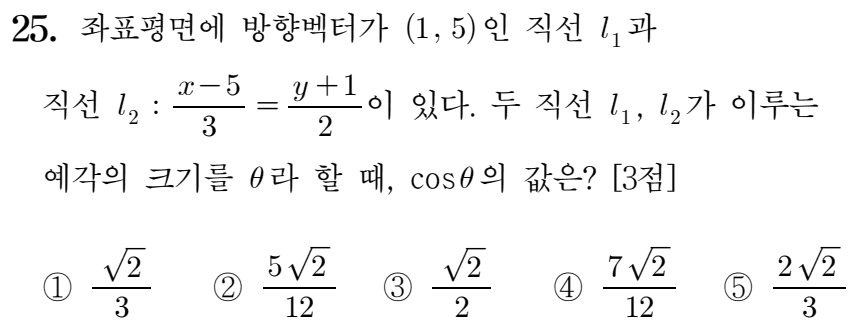 25. 좌표평면에 방향벡터가 (1, 5)인 직선 l₁과
직선 l₂ : (x-5)/3 = (y+1)/2 이 있다. 두 직선 l₁, l₂가 이루는
예각의 크기를 θ라 할 때, cosθ의 값은? [3점]
① √2/3 ② 5√2/12 ③ √2/2 ④ 7√2/12 ⑤ 2√2/3